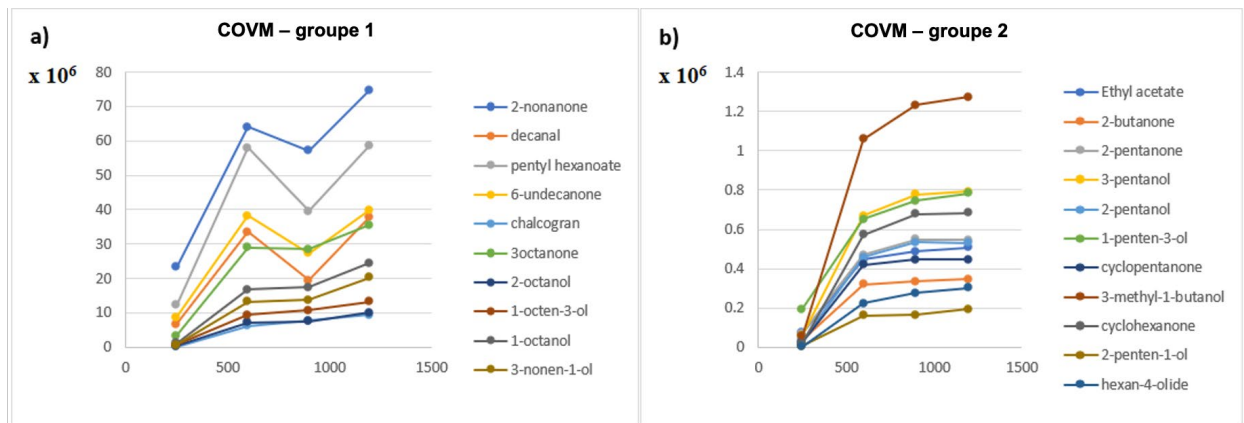 a)
COVM – groupe 1
x 10⁶
80
70
60
50
40
30
20
10
0
0
500
1000
1500
2-nonanone
decanal
pentyl hexanoate
6-undecanone
chalcogran
3octanone
2-octanol
1-octen-3-ol
1-octanol
3-nonen-1-ol
b)
COVM – groupe 2
x 10⁶
1.4
1.2
1
0.8
0.6
0.4
0.2
0
0
500
1000
1500
Ethyl acetate
2-butanone
2-pentanone
3-pentanol
2-pentanol
1-penten-3-ol
cyclopentanone
3-methyl-1-butanol
cyclohexanone
2-penten-1-ol
hexan-4-olide